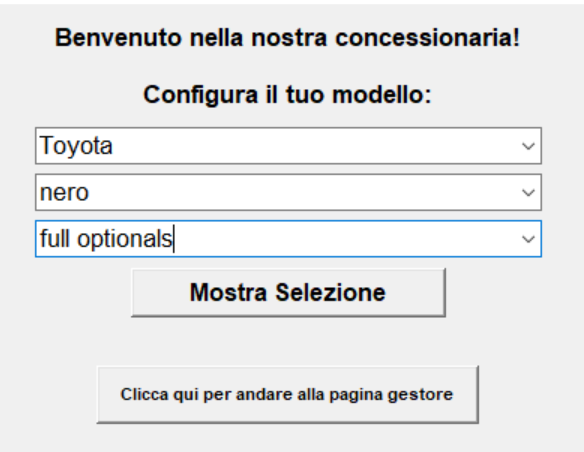 Benvenuto nella nostra concessionaria!
Configura il tuo modello:
Toyota
nero
full optionals
Mostra Selezione
Clicca qui per andare alla pagina gestore